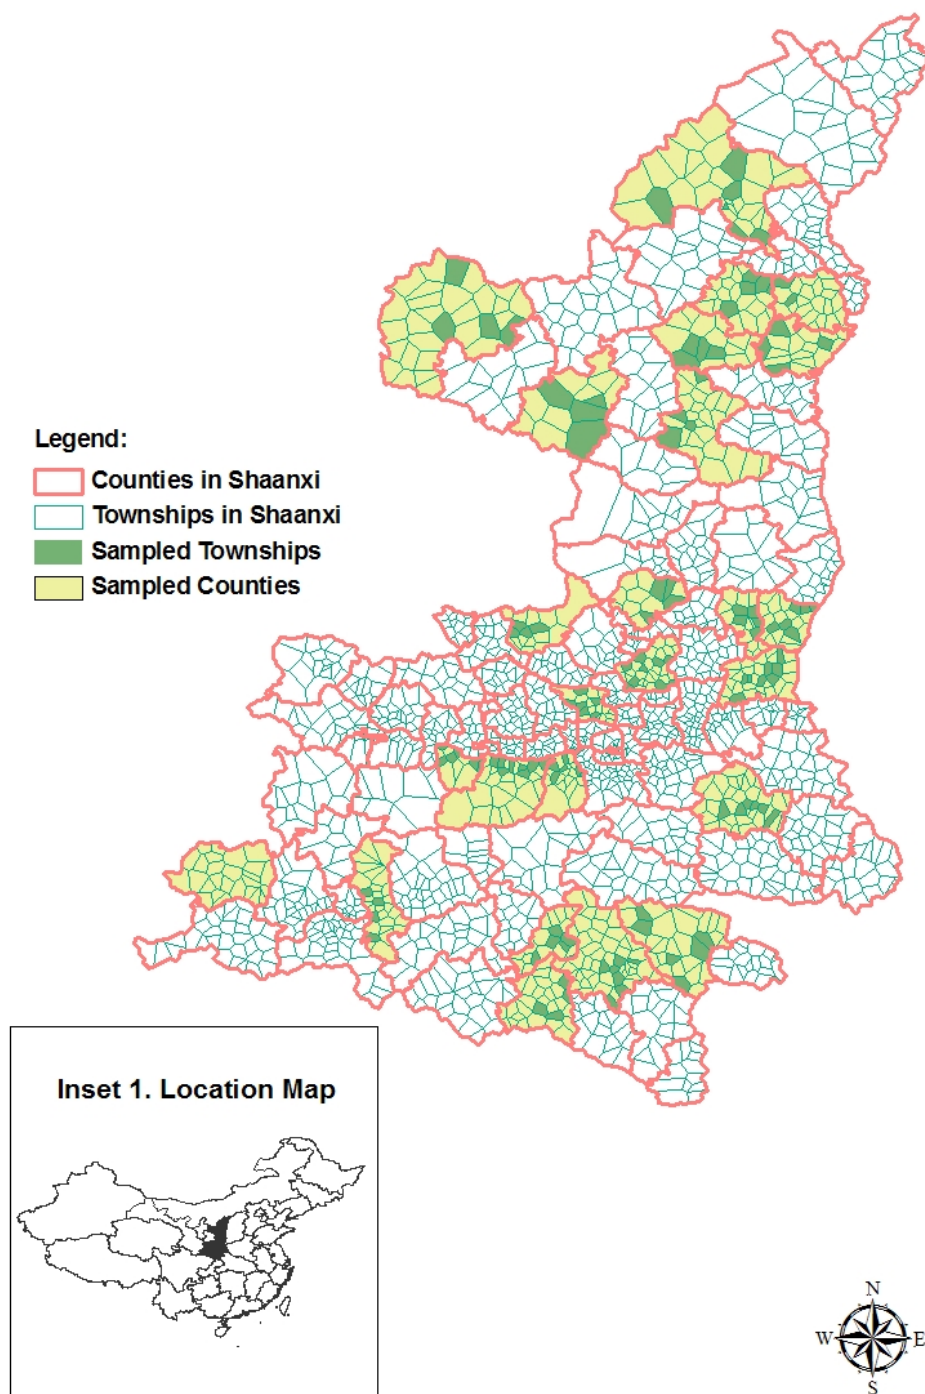 Legend:
Counties in Shaanxi
Townships in Shaanxi
Sampled Townships
Sampled Counties
Inset 1. Location Map
N
W E
S